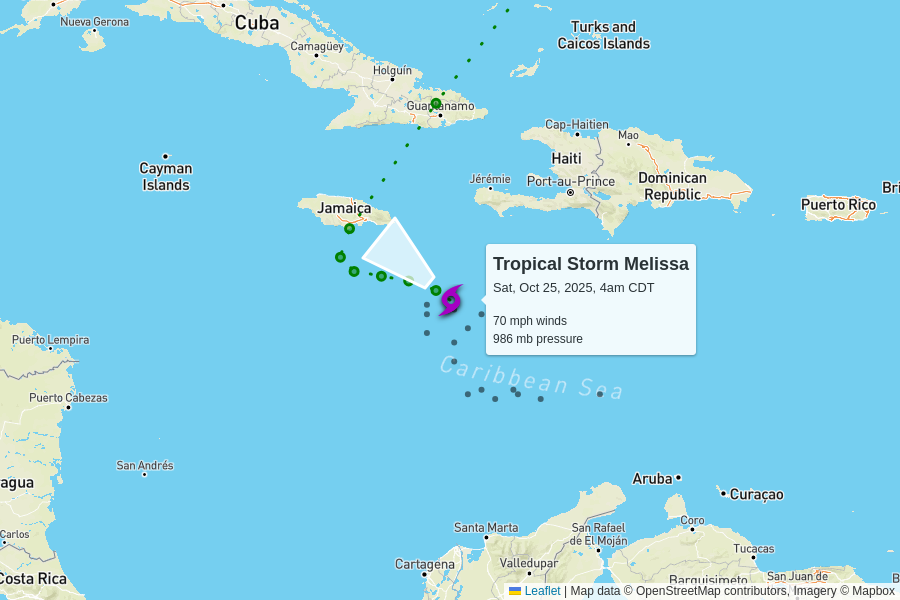 Cuba
Nueva Gerona
Camagüey
Holguín
Guantanamo
Turks and
Caicos Islands
Cap-Haitien
Mao
Haiti
Cayman
Islands
Jamaica
Jérémie
Port-au-Prince
Dominican
Republic
Puerto Rico
Bri
Tropical Storm Melissa
Sat, Oct 25, 2025, 4am CDT
70 mph winds
986 mb pressure
Puerto Lempira
Caribbean Sea
Puerto Cabezas
San Andrés
ragua
Aruba
Curaçao
Carlos
Santa Marta
San Rafael
de El Moján
Coro
Tucacas
Cartagena
Valledupar
Barquisimeto
San Juan de
Costa Rica
Leaflet | Map data © OpenStreetMap contributors, Imagery © Mapbox